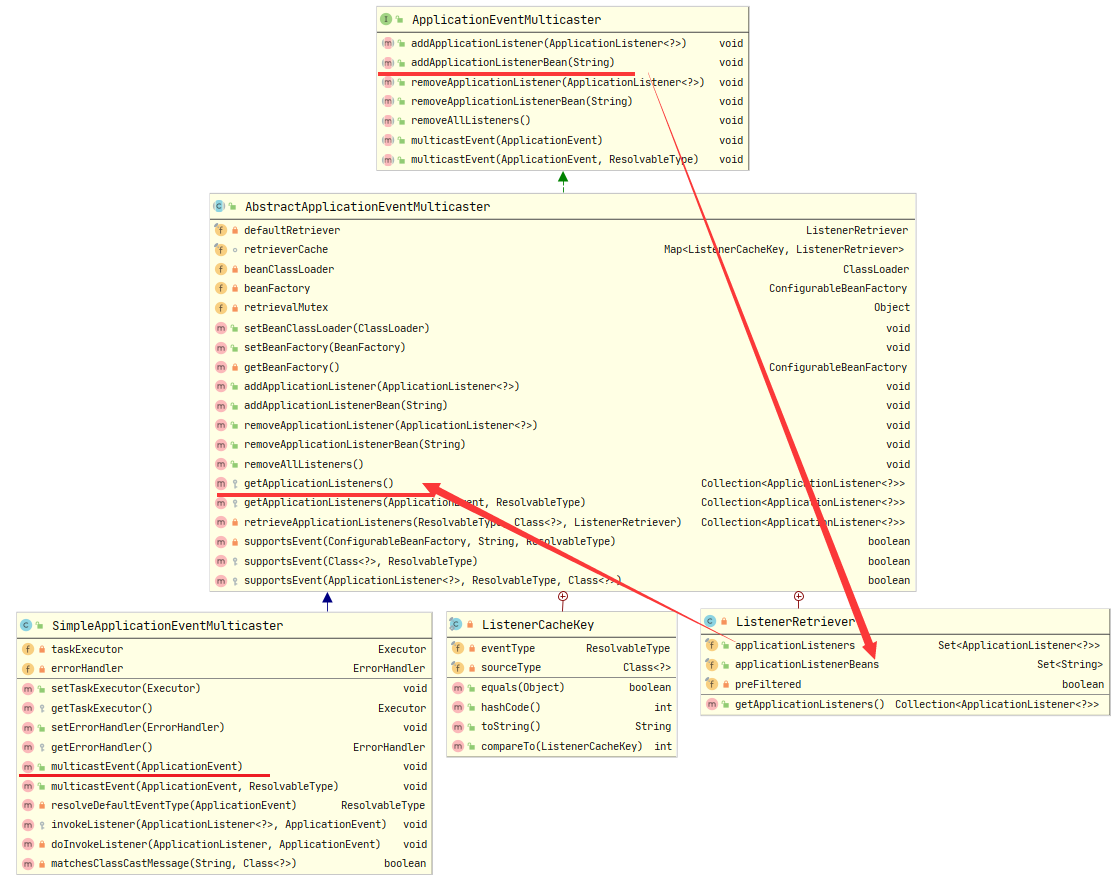 ApplicationEventMulticaster
addApplicationListener(ApplicationListener<?>) void
addApplicationListenerBean(String) void
removeApplicationListener(ApplicationListener<?>) void
removeApplicationListenerBean(String) void
removeAllListeners() void
multicastEvent(ApplicationEvent) void
multicastEvent(ApplicationEvent, ResolvableType) void
AbstractApplicationEventMulticaster
defaultRetriever ListenerRetriever
retrieverCache Map<ListenerCacheKey, ListenerRetriever>
beanClassLoader ClassLoader
beanFactory ConfigurableBeanFactory
retrievalMutex Object
setBeanClassLoader(ClassLoader) void
setBeanFactory(BeanFactory) void
getBeanFactory() ConfigurableBeanFactory
addApplicationListener(ApplicationListener<?>) void
addApplicationListenerBean(String) void
removeApplicationListener(ApplicationListener<?>) void
removeApplicationListenerBean(String) void
removeAllListeners() void
getApplicationListeners() Collection<ApplicationListener<?>>
getApplicationListeners(ApplicationEvent, ResolvableType) Collection<ApplicationListener<?>>
retrieveApplicationListeners(ResolvableType, Class<?>, ListenerRetriever) Collection<ApplicationListener<?>>
supportsEvent(ConfigurableBeanFactory, String, ResolvableType) boolean
supportsEvent(Class<?>, ResolvableType) boolean
supportsEvent(ApplicationListener<?>, ResolvableType, Class<?>) boolean
SimpleApplicationEventMulticaster
taskExecutor Executor
errorHandler ErrorHandler
setTaskExecutor(Executor) void
getTaskExecutor() Executor
setErrorHandler(ErrorHandler) void
getErrorHandler() ErrorHandler
multicastEvent(ApplicationEvent) void
multicastEvent(ApplicationEvent, ResolvableType) void
resolveDefaultEventType(ApplicationEvent) ResolvableType
invokeListener(ApplicationListener<?>, ApplicationEvent) void
doInvokeListener(ApplicationListener, ApplicationEvent) void
matchesClassCastMessage(String, Class<?>) boolean
ListenerCacheKey
eventType ResolvableType
sourceType Class<?>
equals(Object) boolean
hashCode() int
toString() String
compareTo(ListenerCacheKey) int
ListenerRetriever
applicationListeners Set<ApplicationListener<?>>
applicationListenerBeans Set<String>
preFiltered boolean
getApplicationListeners() Collection<ApplicationListener<?>>